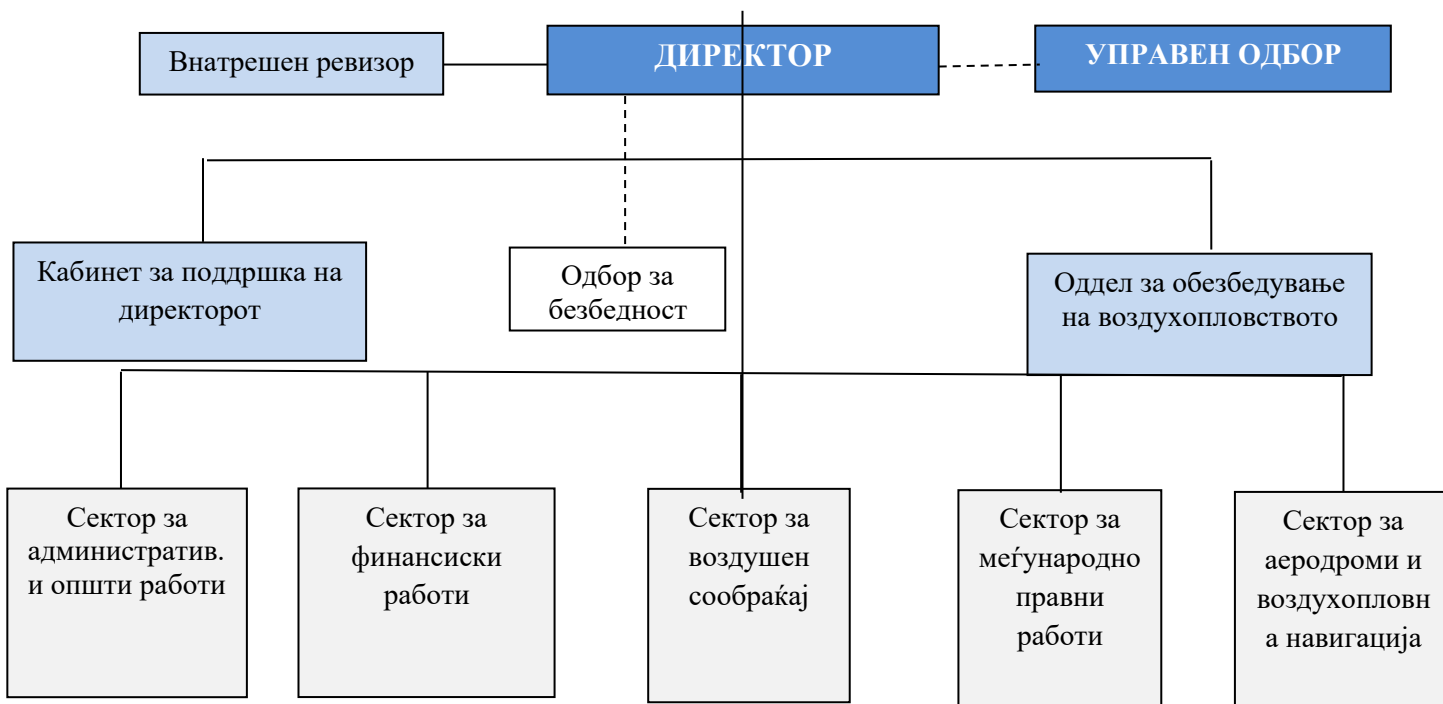 Внатрешен ревизор
ДИРЕКТОР
УПРАВЕН ОДБОР
Кабинет за поддршка на
директорот
Одбор за
безбедност
Оддел за обезбедување
на воздухопловството
Сектор за
административ.
и општи работи
Сектор за
финансиски
работи
Сектор за
воздушен
сообраќај
Сектор за
меѓународно
правни
работи
Сектор за
аеродроми и
воздухопловн
а навигација